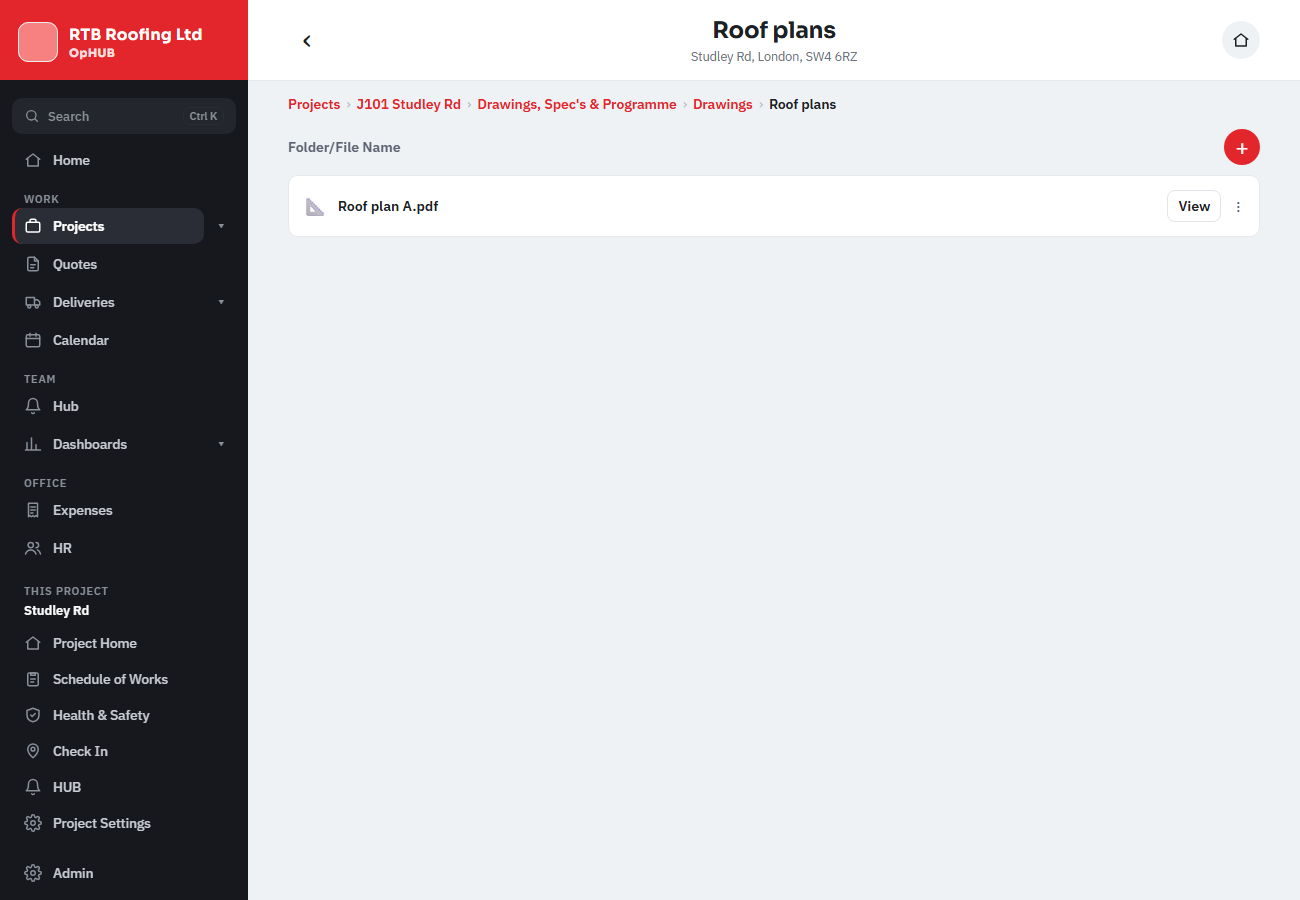 RTB Roofing Ltd
OpHUB
Search Ctrl K
Home
WORK
Projects
Quotes
Deliveries
Calendar
TEAM
Hub
Dashboards
OFFICE
Expenses
HR
THIS PROJECT
Studley Rd
Project Home
Schedule of Works
Health & Safety
Check In
HUB
Project Settings
Admin
Roof plans
Studley Rd, London, SW4 6RZ
Projects › J101 Studley Rd › Drawings, Spec's & Programme › Drawings › Roof plans
Folder/File Name
+
Roof plan A.pdf View